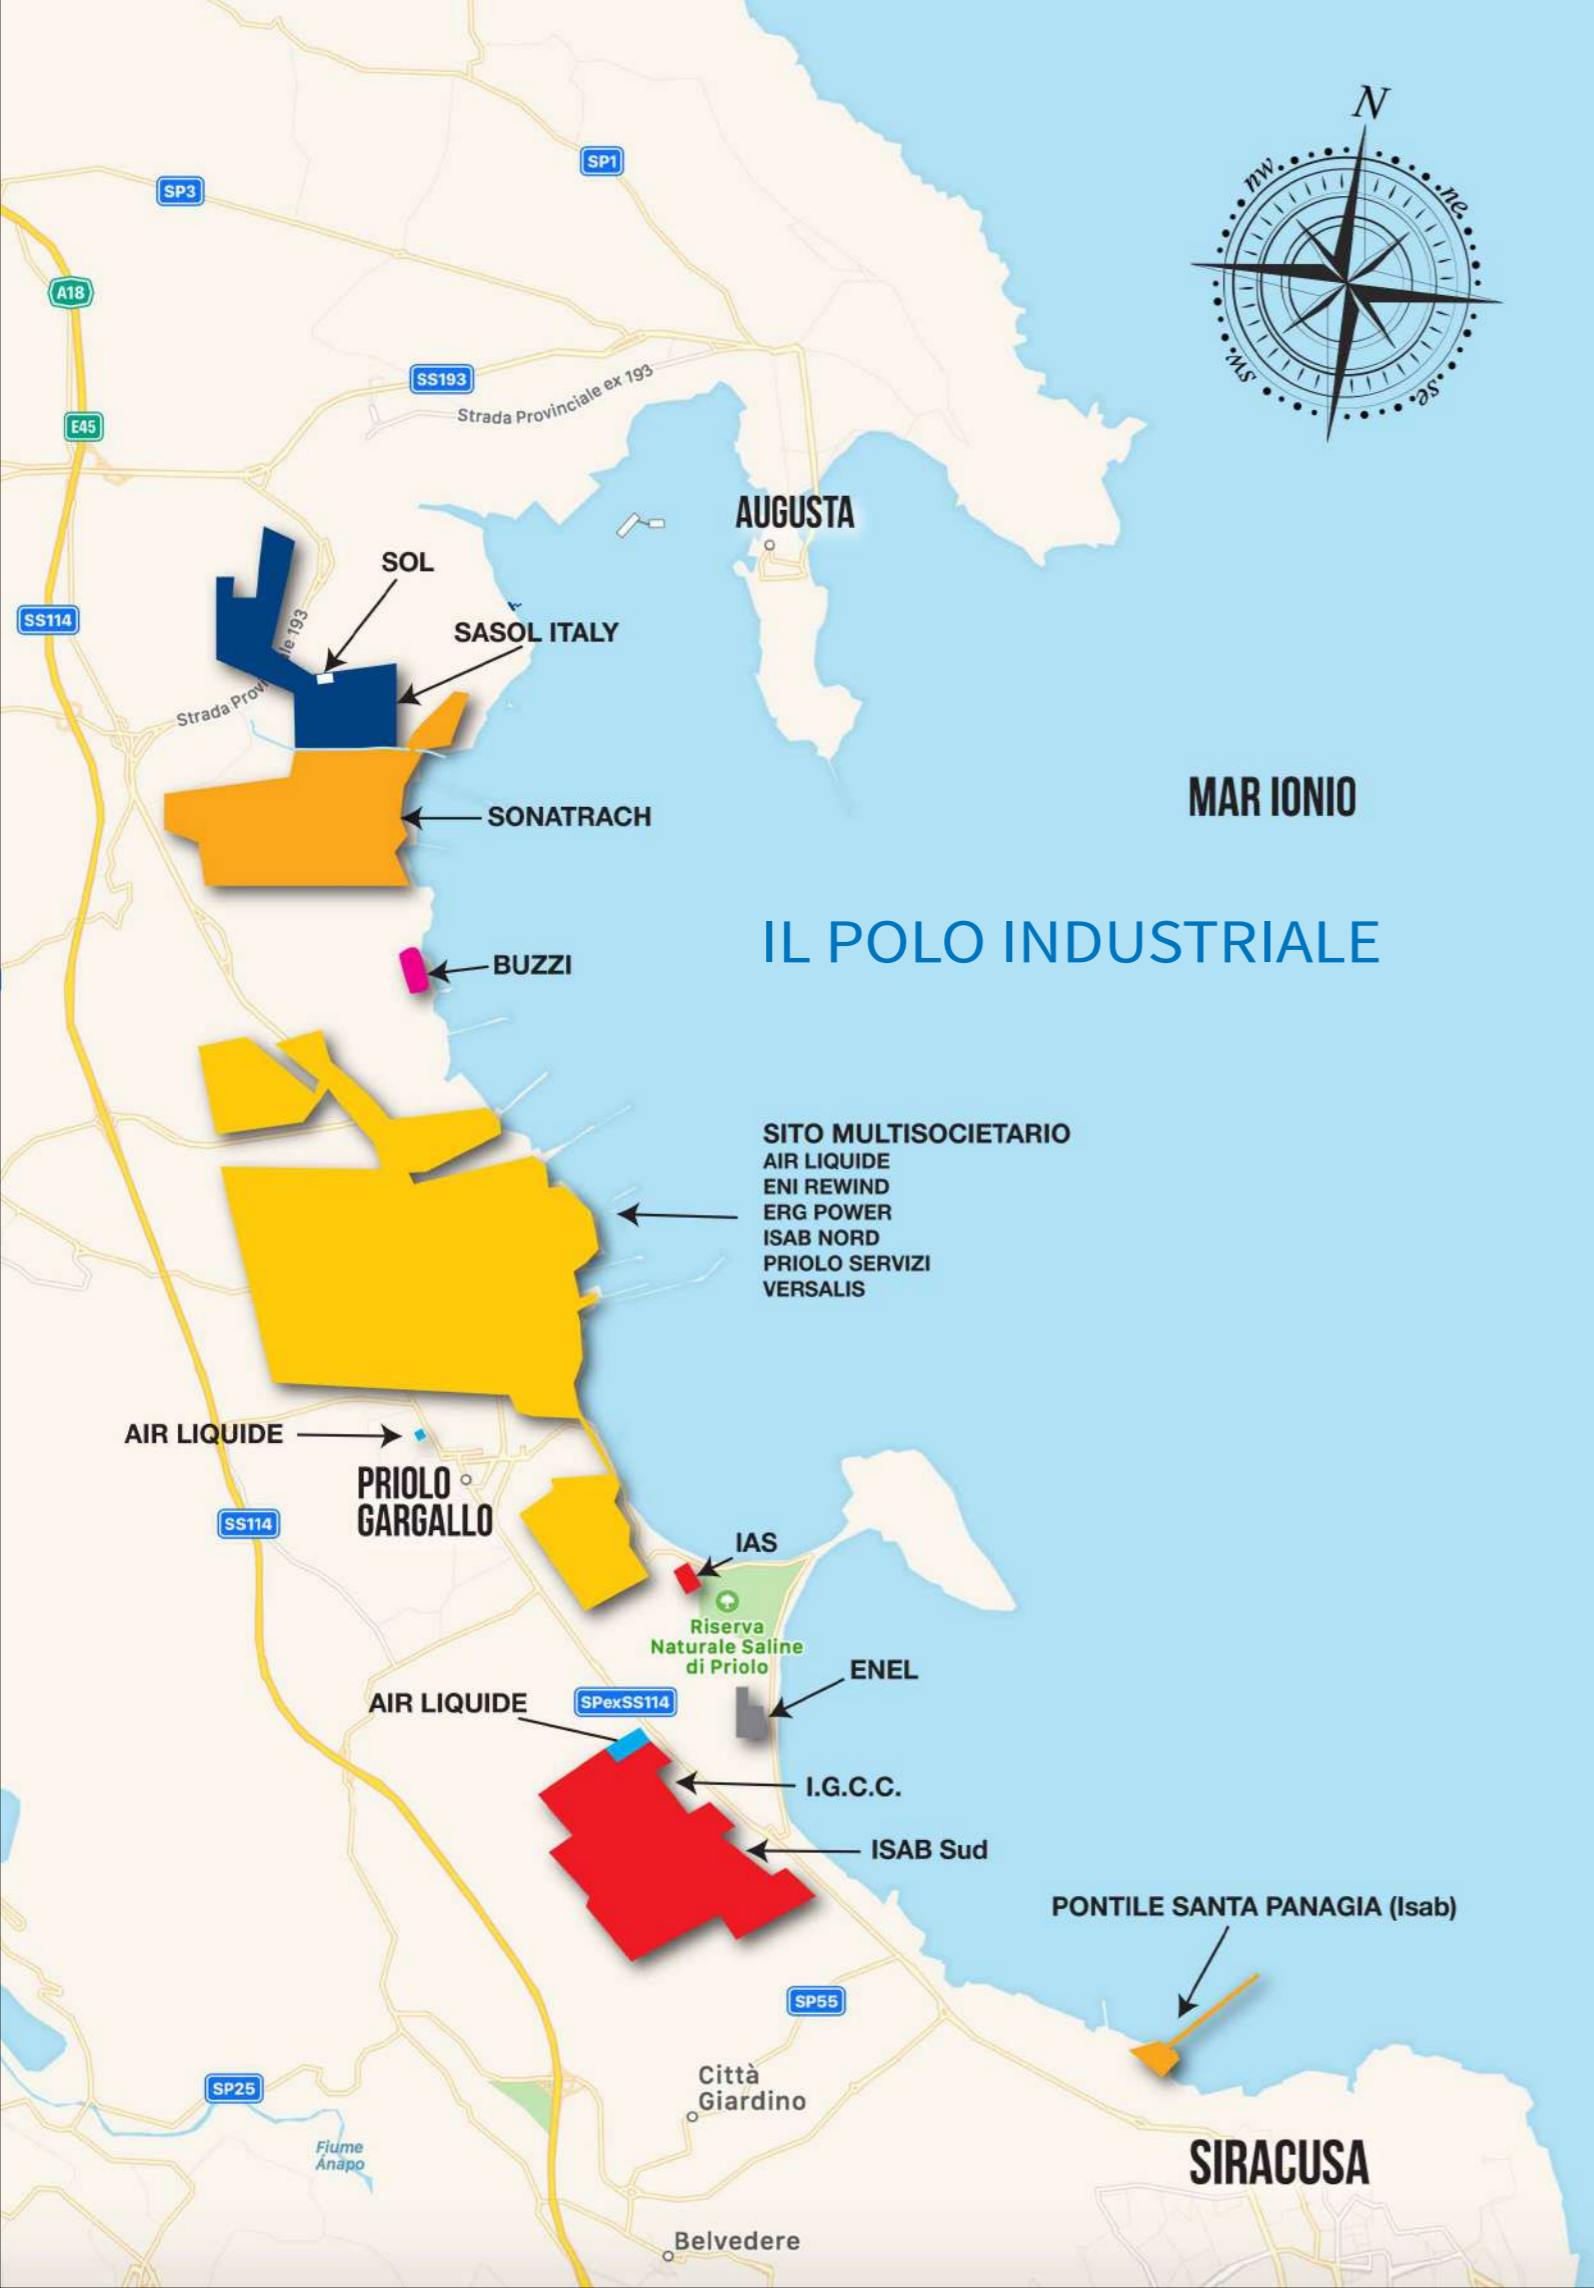 N
nw
ne
sw
se
SP1
SP3
A18
SS193
Strada Provinciale ex 193
E45
AUGUSTA
SOL
SS114
SASOL ITALY
le 193
Strada Provi
MAR IONIO
SONATRACH
IL POLO INDUSTRIALE
BUZZI
SITO MULTISOCIETARIO
AIR LIQUIDE
ENI REWIND
ERG POWER
ISAB NORD
PRIOLO SERVIZI
VERSALIS
AIR LIQUIDE
PRIOLO
GARGALLO
SS114
IAS
Riserva
Naturale Saline
di Priolo
ENEL
AIR LIQUIDE
SPexSS114
I.G.C.C.
ISAB Sud
PONTILE SANTA PANAGIA (Isab)
SP55
Città
Giardino
SP25
Fiume
Ánapo
SIRACUSA
Belvedere